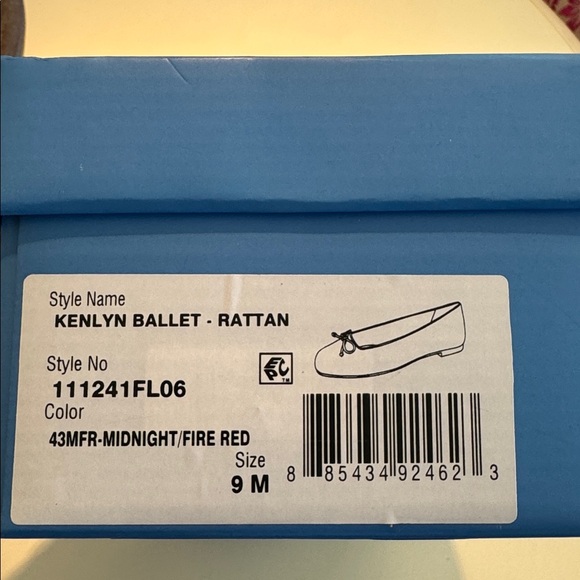 Style Name
KENLYN BALLET - RATTAN
Style No
111241FL06
EPC™
Color
43MFR-MIDNIGHT/FIRE RED
Size
9 M
8 85434 92462 3